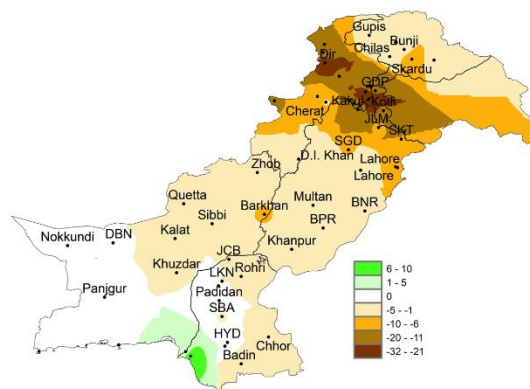 Gupis
Bunji
Chilas
Dir
Skardu
GDP
Kakul
Kotli
Cherat
JLM
SKT
SGD
Lahore
Lahore
D.I. Khan
Zhob
Quetta
Multan
BNR
Barkhan
Sibbi
BPR
Kalat
DBN
Nokkundi
Khanpur
JCB
Khuzdar
LKN
Rohri
Panjgur
Padidan
SBA
HYD
Chhor
Badin
6 - 10
1 - 5
0
-5 - -1
-10 - -6
-20 - -11
-32 - -21